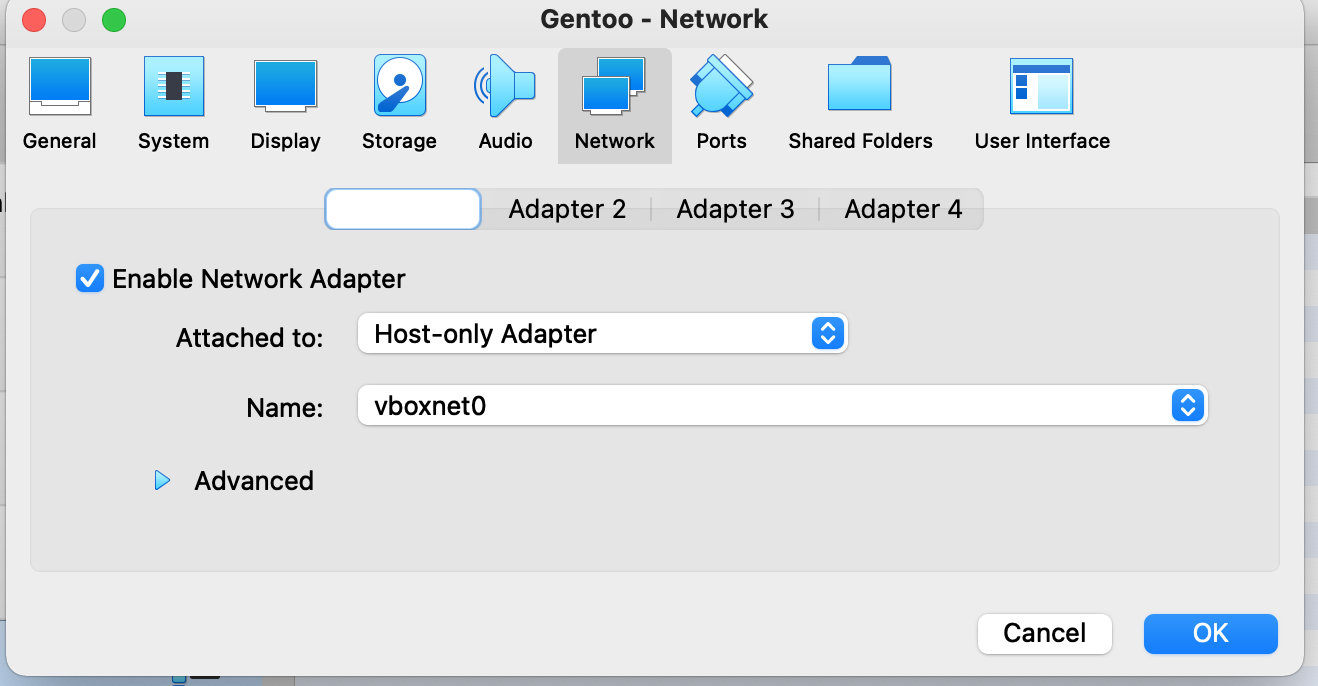 Gentoo - Network
General System Display Storage Audio Network Ports Shared Folders User Interface
Adapter 2 Adapter 3 Adapter 4
Enable Network Adapter
Attached to: Host-only Adapter
Name: vboxnet0
Advanced
Cancel OK